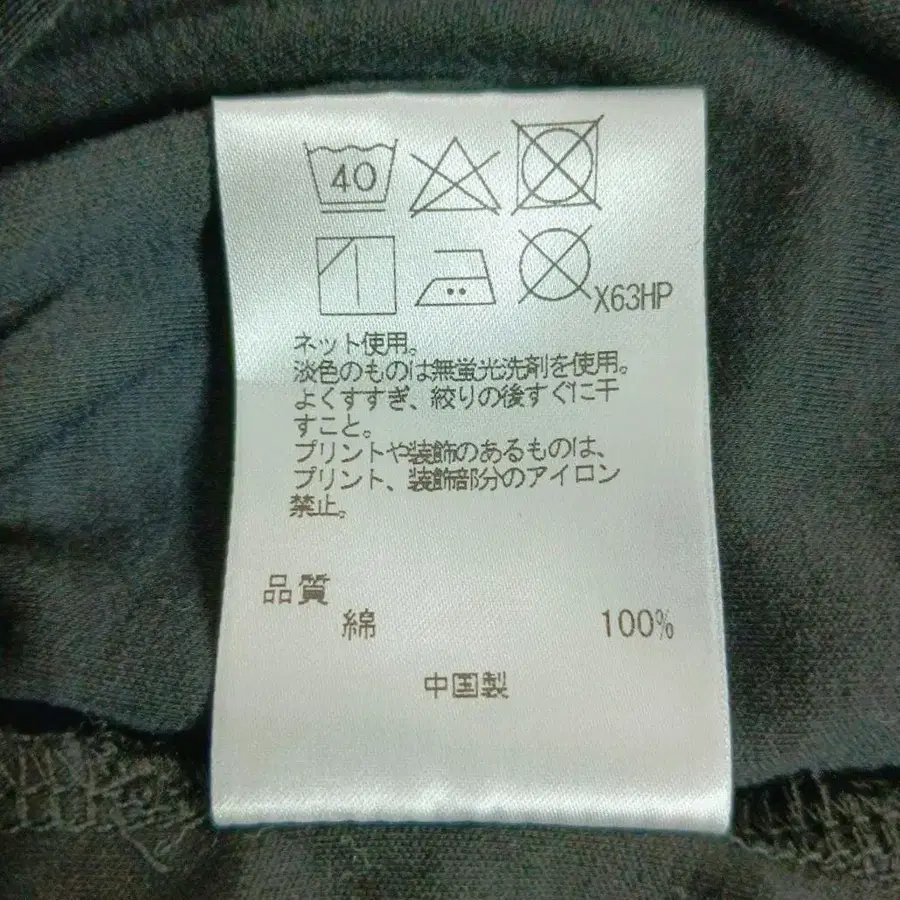 40
X63HP
ネット使用。
淡色のものは無蛍光洗剤を使用。
よくすすぎ、絞りの後すぐに干
すこと。
プリントや装飾のあるものは、
プリント、装飾部分のアイロン
禁止。
品質
綿 100%
中国製